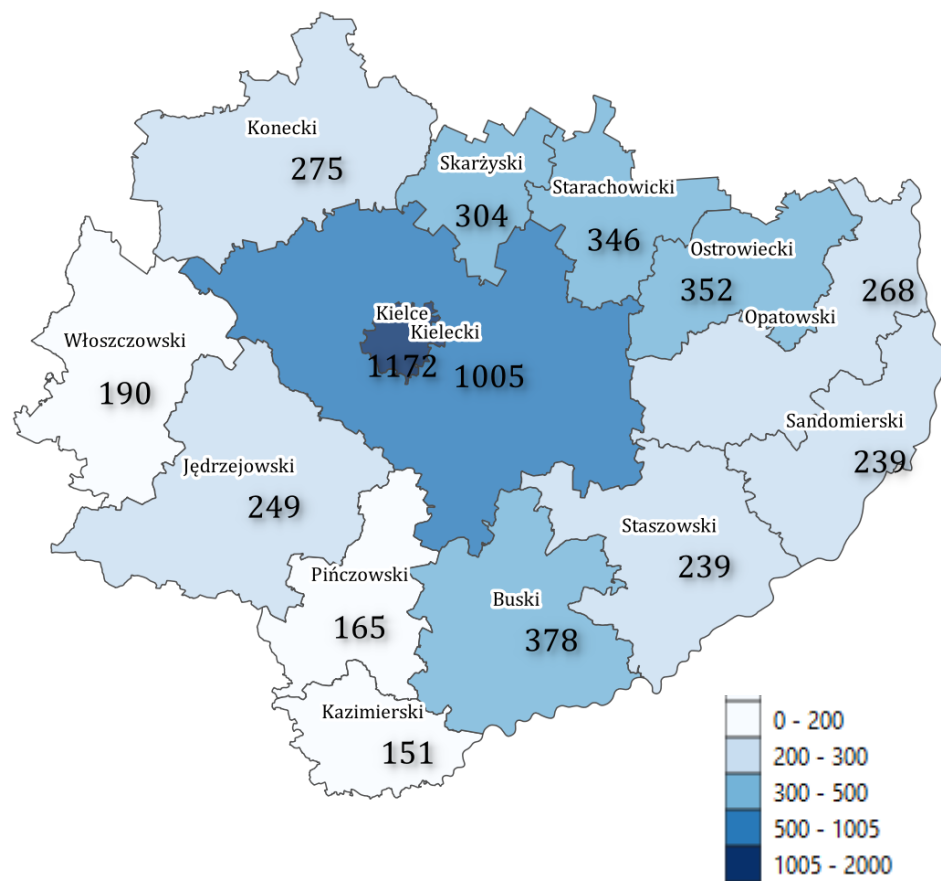 Konecki
275
Skarżyski
304
Starachowicki
346
Ostrowiecki
352
268
Opatowski
Kielce
Kielecki
1172
1005
Włoszczowski
190
Sandomierski
239
Jędrzejowski
249
Staszowski
239
Pińczowski
165
Buski
378
Kazimierski
151
0 - 200
200 - 300
300 - 500
500 - 1005
1005 - 2000